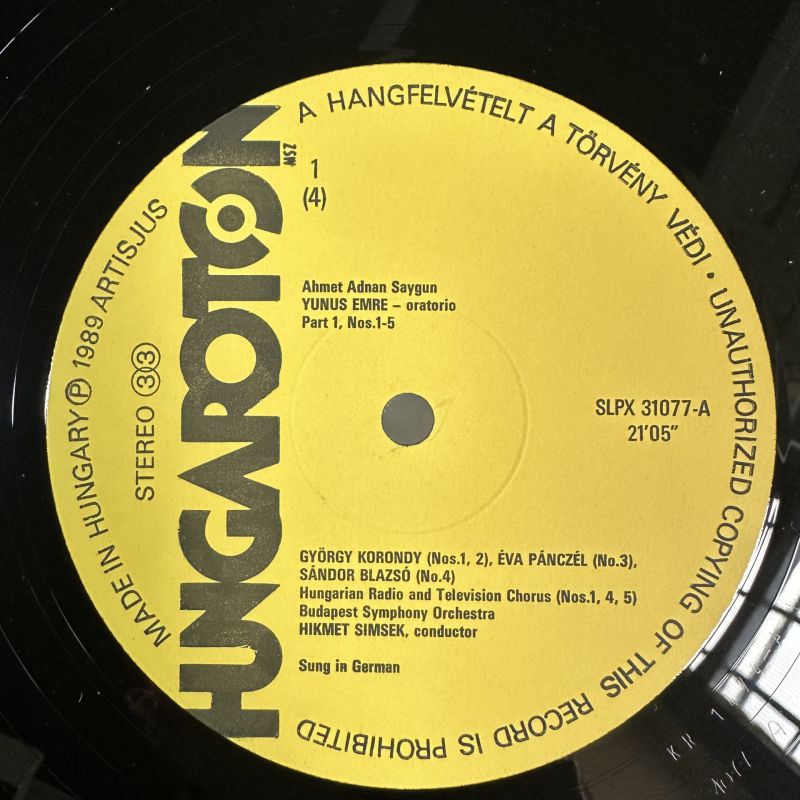 A HANGFELVÉTELT A TÖRVÉNY VÉDI • UNAUTHORIZED COPYING OF THIS RECORD IS PROHIBITED
MADE IN HUNGARY Ⓟ 1989 ARTISJUS
STEREO 33
HUNGAROTON
MSZ
1
(4)
Ahmet Adnan Saygun
YUNUS EMRE – oratorio
Part 1, Nos.1-5
SLPX 31077-A
21'05"
GYÖRGY KORONDY (Nos.1, 2), ÉVA PÁNCZÉL (No.3),
SÁNDOR BLAZSÓ (No.4)
Hungarian Radio and Television Chorus (Nos.1, 4, 5)
Budapest Symphony Orchestra
HIKMET SIMSEK, conductor
Sung in German